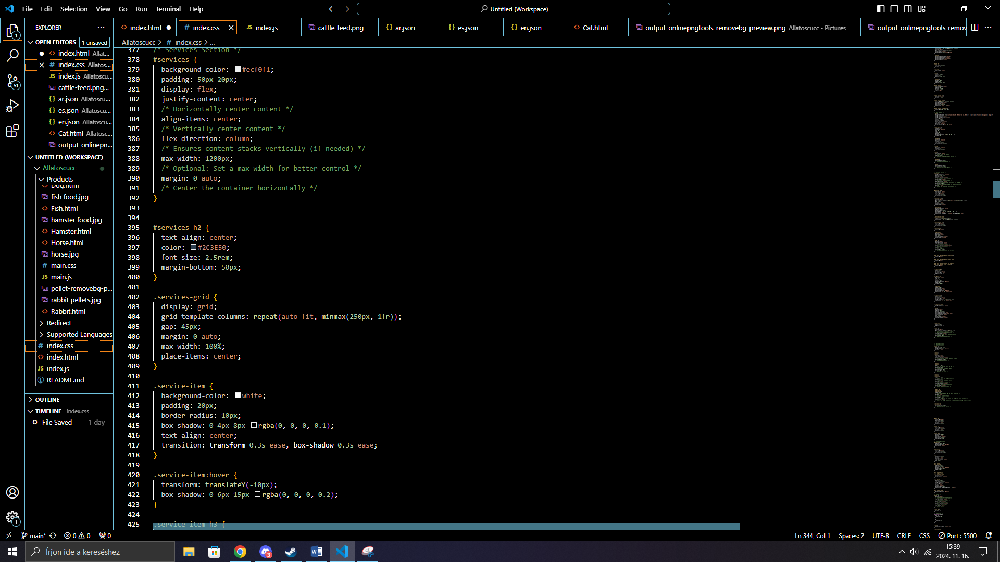 File Edit Selection View Go Run Terminal Help
Untitled (Workspace)
EXPLORER
index.html
# index.css
JS index.js
cattle-feed.png
{} ar.json
{} es.json
{} en.json
<> Cat.html
output-onlinepngtools-removebg-preview.png Allatoscucc • Pictures
output-onlinepngtools-remov
OPEN EDITORS 1 unsaved
Allatoscucc > # index.css > ...
<> index.html Allat...
# index.css Allatos...
JS index.js Allatoscu...
cattle-feed.png...
{} ar.json Allatoscu...
{} es.json Allatoscu...
{} en.json Allatoscu...
<> Cat.html Allatosc...
output-onlinepn...
UNTITLED (WORKSPACE)
Allatoscucc
Products
Dog.html
fish food.jpg
<> Fish.html
hamster food.jpg
<> Hamster.html
<> Horse.html
horse.jpg
# main.css
JS main.js
pellet-removebg-p...
rabbit pellets.jpg
<> Rabbit.html
Redirect
Supported Languages
# index.css
<> index.html
JS index.js
README.md
OUTLINE
TIMELINE index.css
File Saved 1 day
377 /* Services Section */
378 #services {
379 background-color: #ecf0f1;
380 padding: 50px 20px;
381 display: flex;
382 justify-content: center;
383 /* Horizontally center content */
384 align-items: center;
385 /* Vertically center content */
386 flex-direction: column;
387 /* Ensures content stacks vertically (if needed) */
388 max-width: 1200px;
389 /* Optional: Set a max-width for better control */
390 margin: 0 auto;
391 /* Center the container horizontally */
392 }
393
394
395 #services h2 {
396 text-align: center;
397 color: #2C3E50;
398 font-size: 2.5rem;
399 margin-bottom: 50px;
400 }
401
402 .services-grid {
403 display: grid;
404 grid-template-columns: repeat(auto-fit, minmax(250px, 1fr));
405 gap: 45px;
406 margin: 0 auto;
407 max-width: 100%;
408 place-items: center;
409 }
410
411 .service-item {
412 background-color: white;
413 padding: 20px;
414 border-radius: 10px;
415 box-shadow: 0 4px 8px rgba(0, 0, 0, 0.1);
416 text-align: center;
417 transition: transform 0.3s ease, box-shadow 0.3s ease;
418 }
419
420 .service-item:hover {
421 transform: translateY(-10px);
422 box-shadow: 0 6px 15px rgba(0, 0, 0, 0.2);
423 }
424
425 .service-item h3 {
1
51
1
main* 0 0 0
Ln 344, Col 1 Spaces: 2 UTF-8 CRLF CSS Port : 5500
Írjon ide a kereséshez
3
15:39
2024. 11. 16.